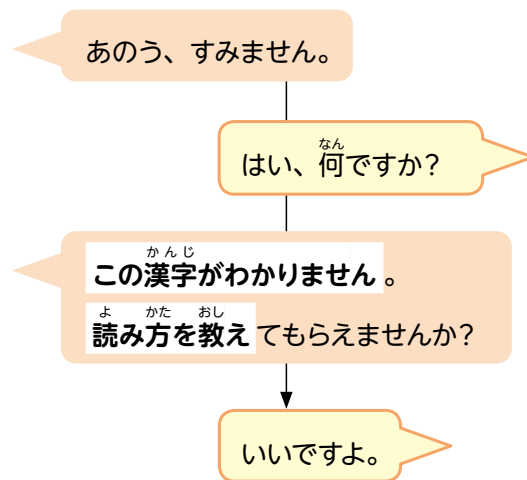 あのう、すみません。
なん
はい、何ですか？
かんじ
この漢字がわかりません。
よ かた おし
読み方を教えてもらえませんか？
いいですよ。